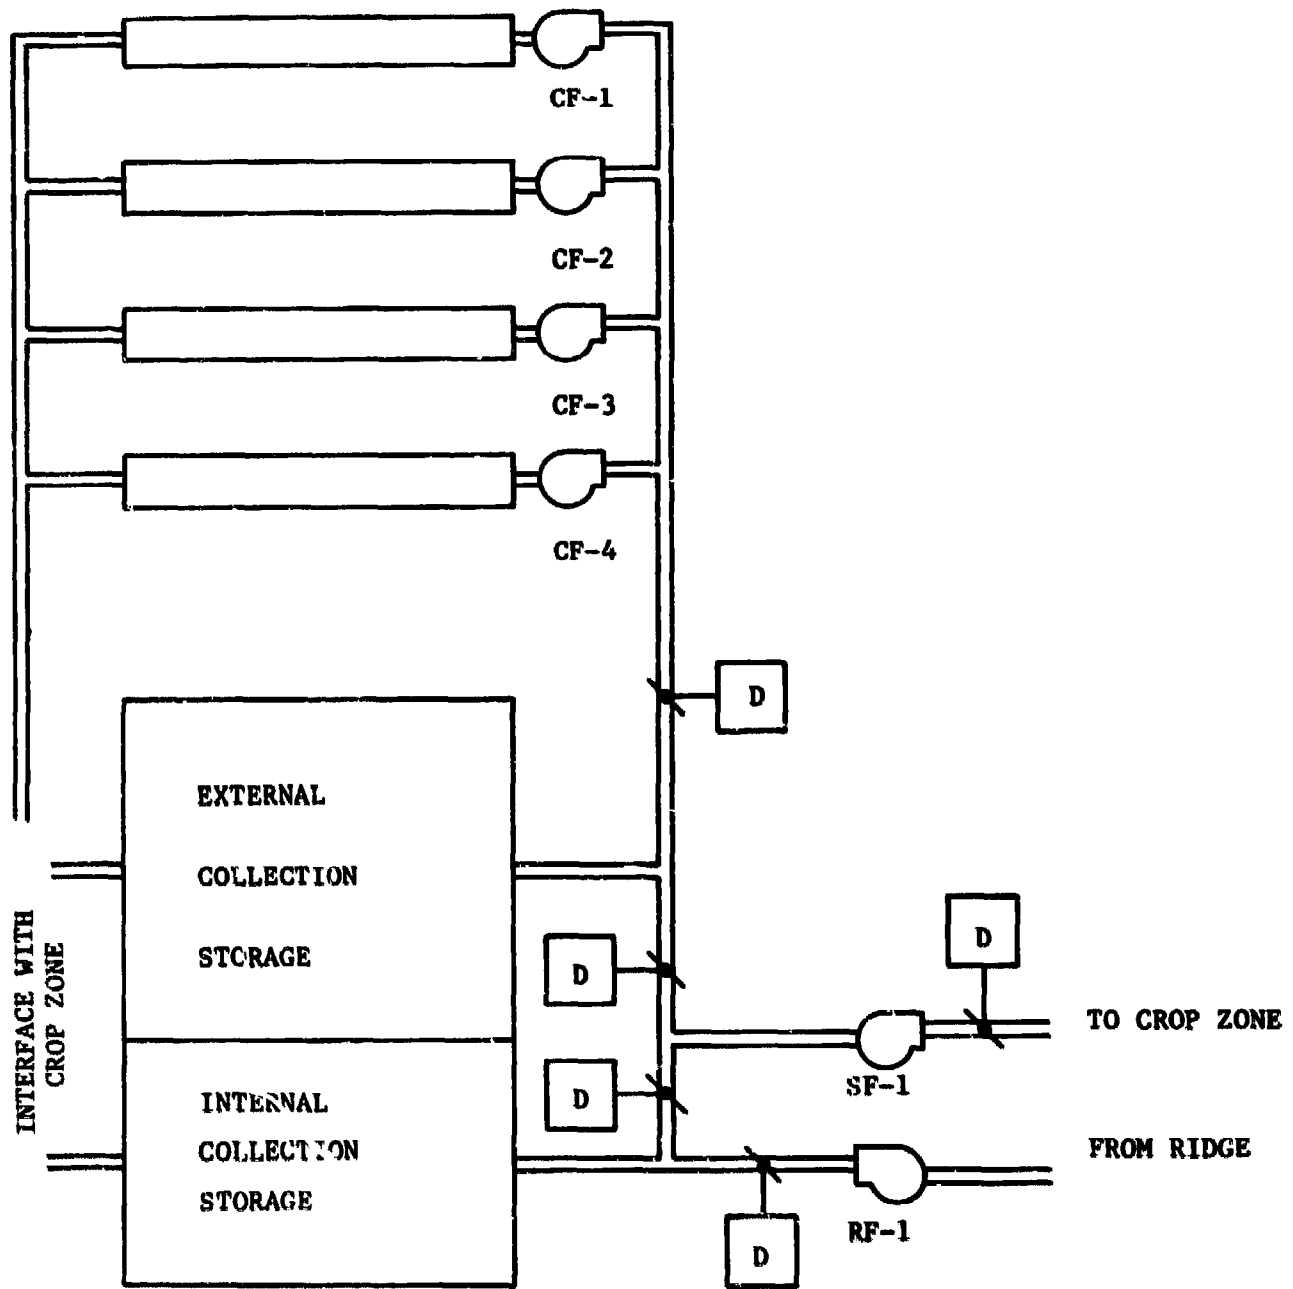 CF-1
CF-2
CF-3
CF-4
D
EXTERNAL
COLLECTION
STORAGE
D
D
INTERFACE WITH
CROP ZONE
TO CROP ZONE
SF-1
D
INTERNAL
COLLECTION
STORAGE
FROM RIDGE
RF-1
D